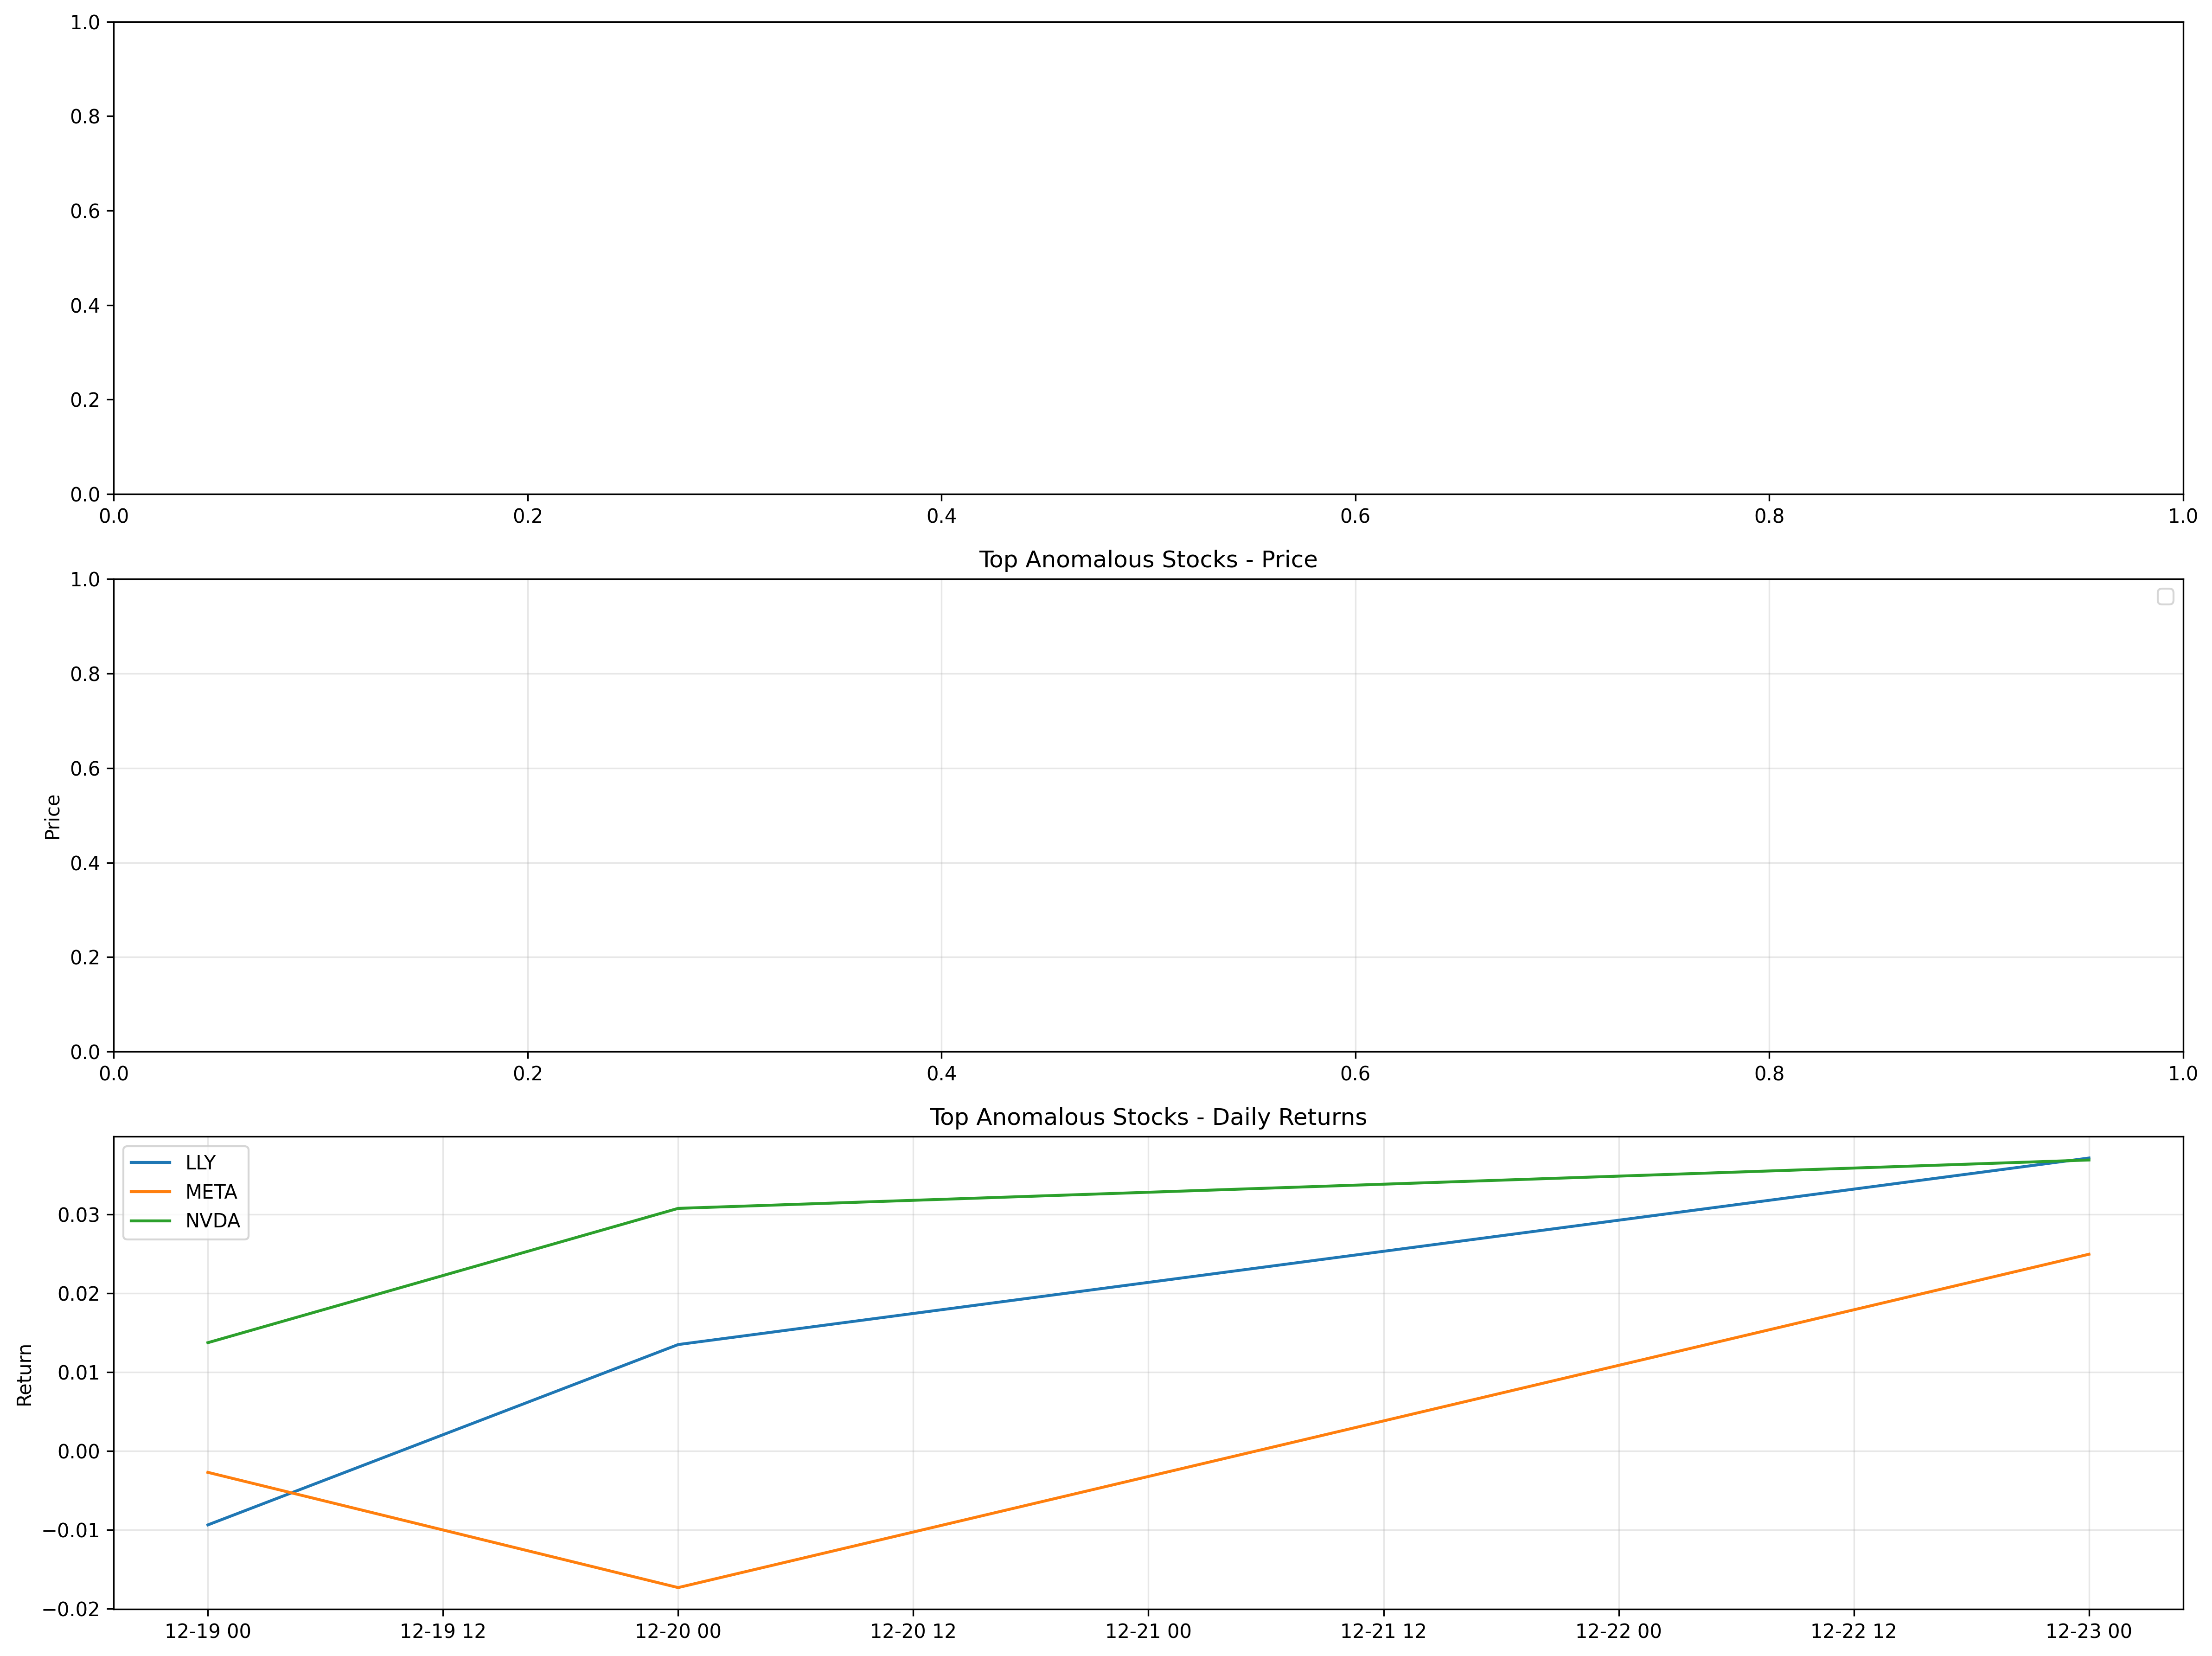 1.0
0.8
0.6
0.4
0.2
0.0
0.0 0.2 0.4 0.6 0.8 1.0
Top Anomalous Stocks - Price
1.0
0.8
0.6
0.4
0.2
0.0
Price
0.0 0.2 0.4 0.6 0.8 1.0
Top Anomalous Stocks - Daily Returns
LLY
META
NVDA
0.03
0.02
0.01
0.00
−0.01
−0.02
Return
12-19 00 12-19 12 12-20 00 12-20 12 12-21 00 12-21 12 12-22 00 12-22 12 12-23 00